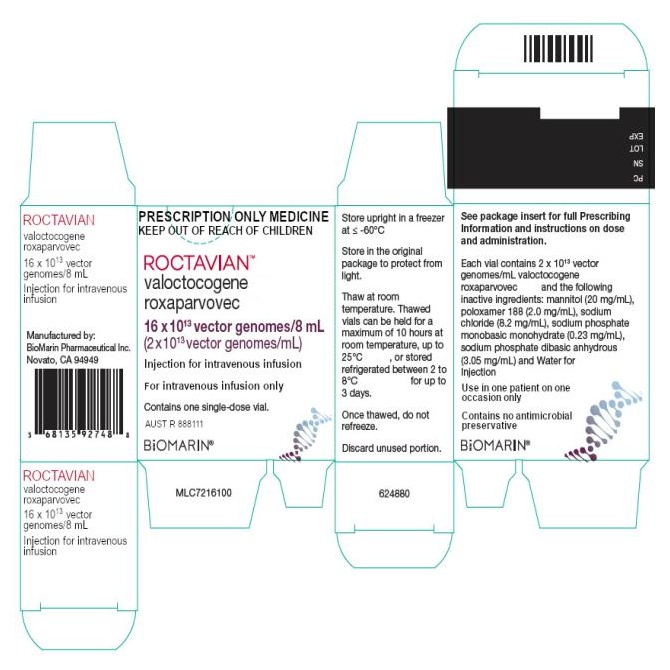 EXP
LOT
SN
PC
ROCTAVIAN
valoctocogene
roxaparvovec
16 x 10¹³ vector
genomes/8 mL
Injection for intravenous
infusion
Manufactured by:
BioMarin Pharmaceutical Inc.
Novato, CA 94949
3 68135 92748 8
PRESCRIPTION ONLY MEDICINE
KEEP OUT OF REACH OF CHILDREN
ROCTAVIAN™
valoctocogene
roxaparvovec
16 x 10¹³ vector genomes/8 mL
(2 x 10¹³ vector genomes/mL)
Injection for intravenous infusion
For intravenous infusion only
Contains one single-dose vial.
AUST R 888111
BIOMARIN®
Store upright in a freezer
at ≤ -60°C
Store in the original
package to protect from
light.
Thaw at room
temperature. Thawed
vials can be held for a
maximum of 10 hours at
room temperature, up to
25°C , or stored
refrigerated between 2 to
8°C for up to
3 days.
Once thawed, do not
refreeze.
Discard unused portion.
See package insert for full Prescribing
Information and instructions on dose
and administration.
Each vial contains 2 x 10¹³ vector
genomes/mL valoctocogene
roxaparvovec and the following
inactive ingredients: mannitol (20 mg/mL),
poloxamer 188 (2.0 mg/mL), sodium
chloride (8.2 mg/mL), sodium phosphate
monobasic monohydrate (0.23 mg/mL),
sodium phosphate dibasic anhydrous
(3.05 mg/mL) and Water for
Injection
Use in one patient on one
occasion only
Contains no antimicrobial
preservative
BIOMARIN®
ROCTAVIAN
valoctocogene
roxaparvovec
16 x 10¹³ vector
genomes/8 mL
Injection for intravenous
infusion
MLC7216100
624880